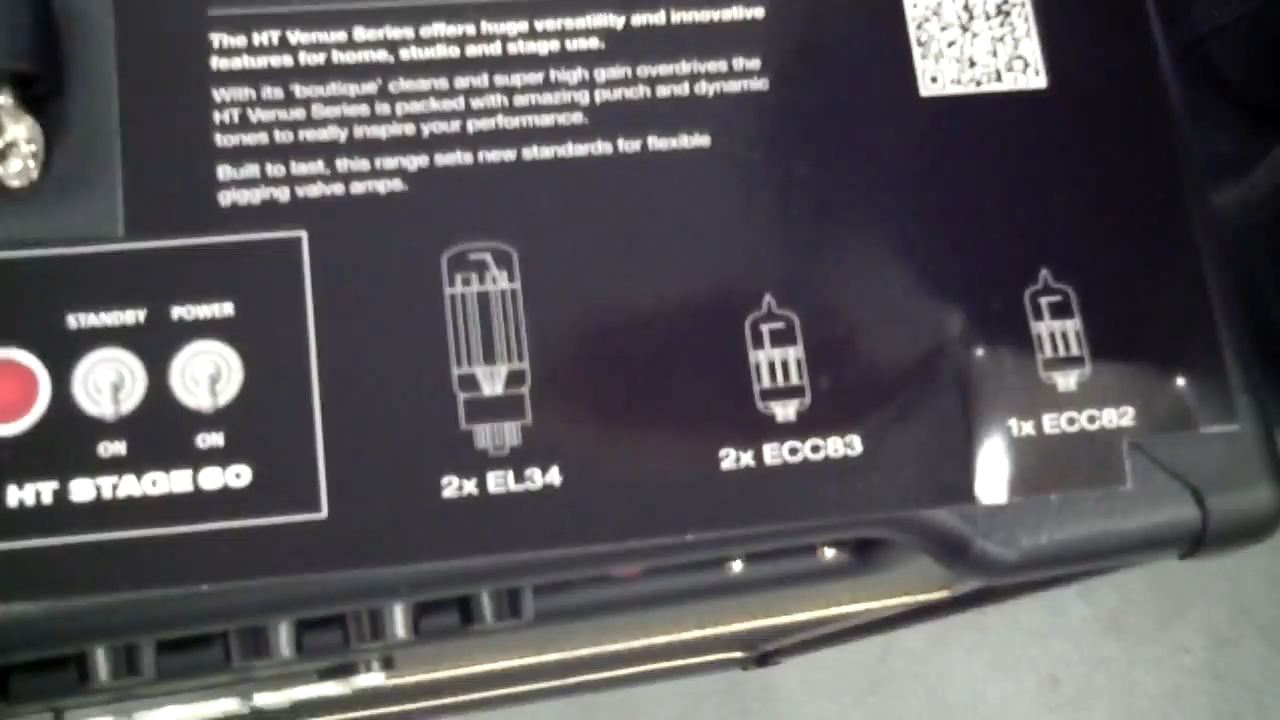 The HT Venue Series offers huge versatility and innovative
features for home, studio and stage use.
With its 'boutique' cleans and super high gain overdrives the
HT Venue Series is packed with amazing punch and dynamic
tones to really inspire your performance.
Built to last, this range sets new standards for flexible
gigging valve amps.
STANDBY POWER
ON ON
HT STAGE 60
2x EL34
2x ECC83
1x ECC82